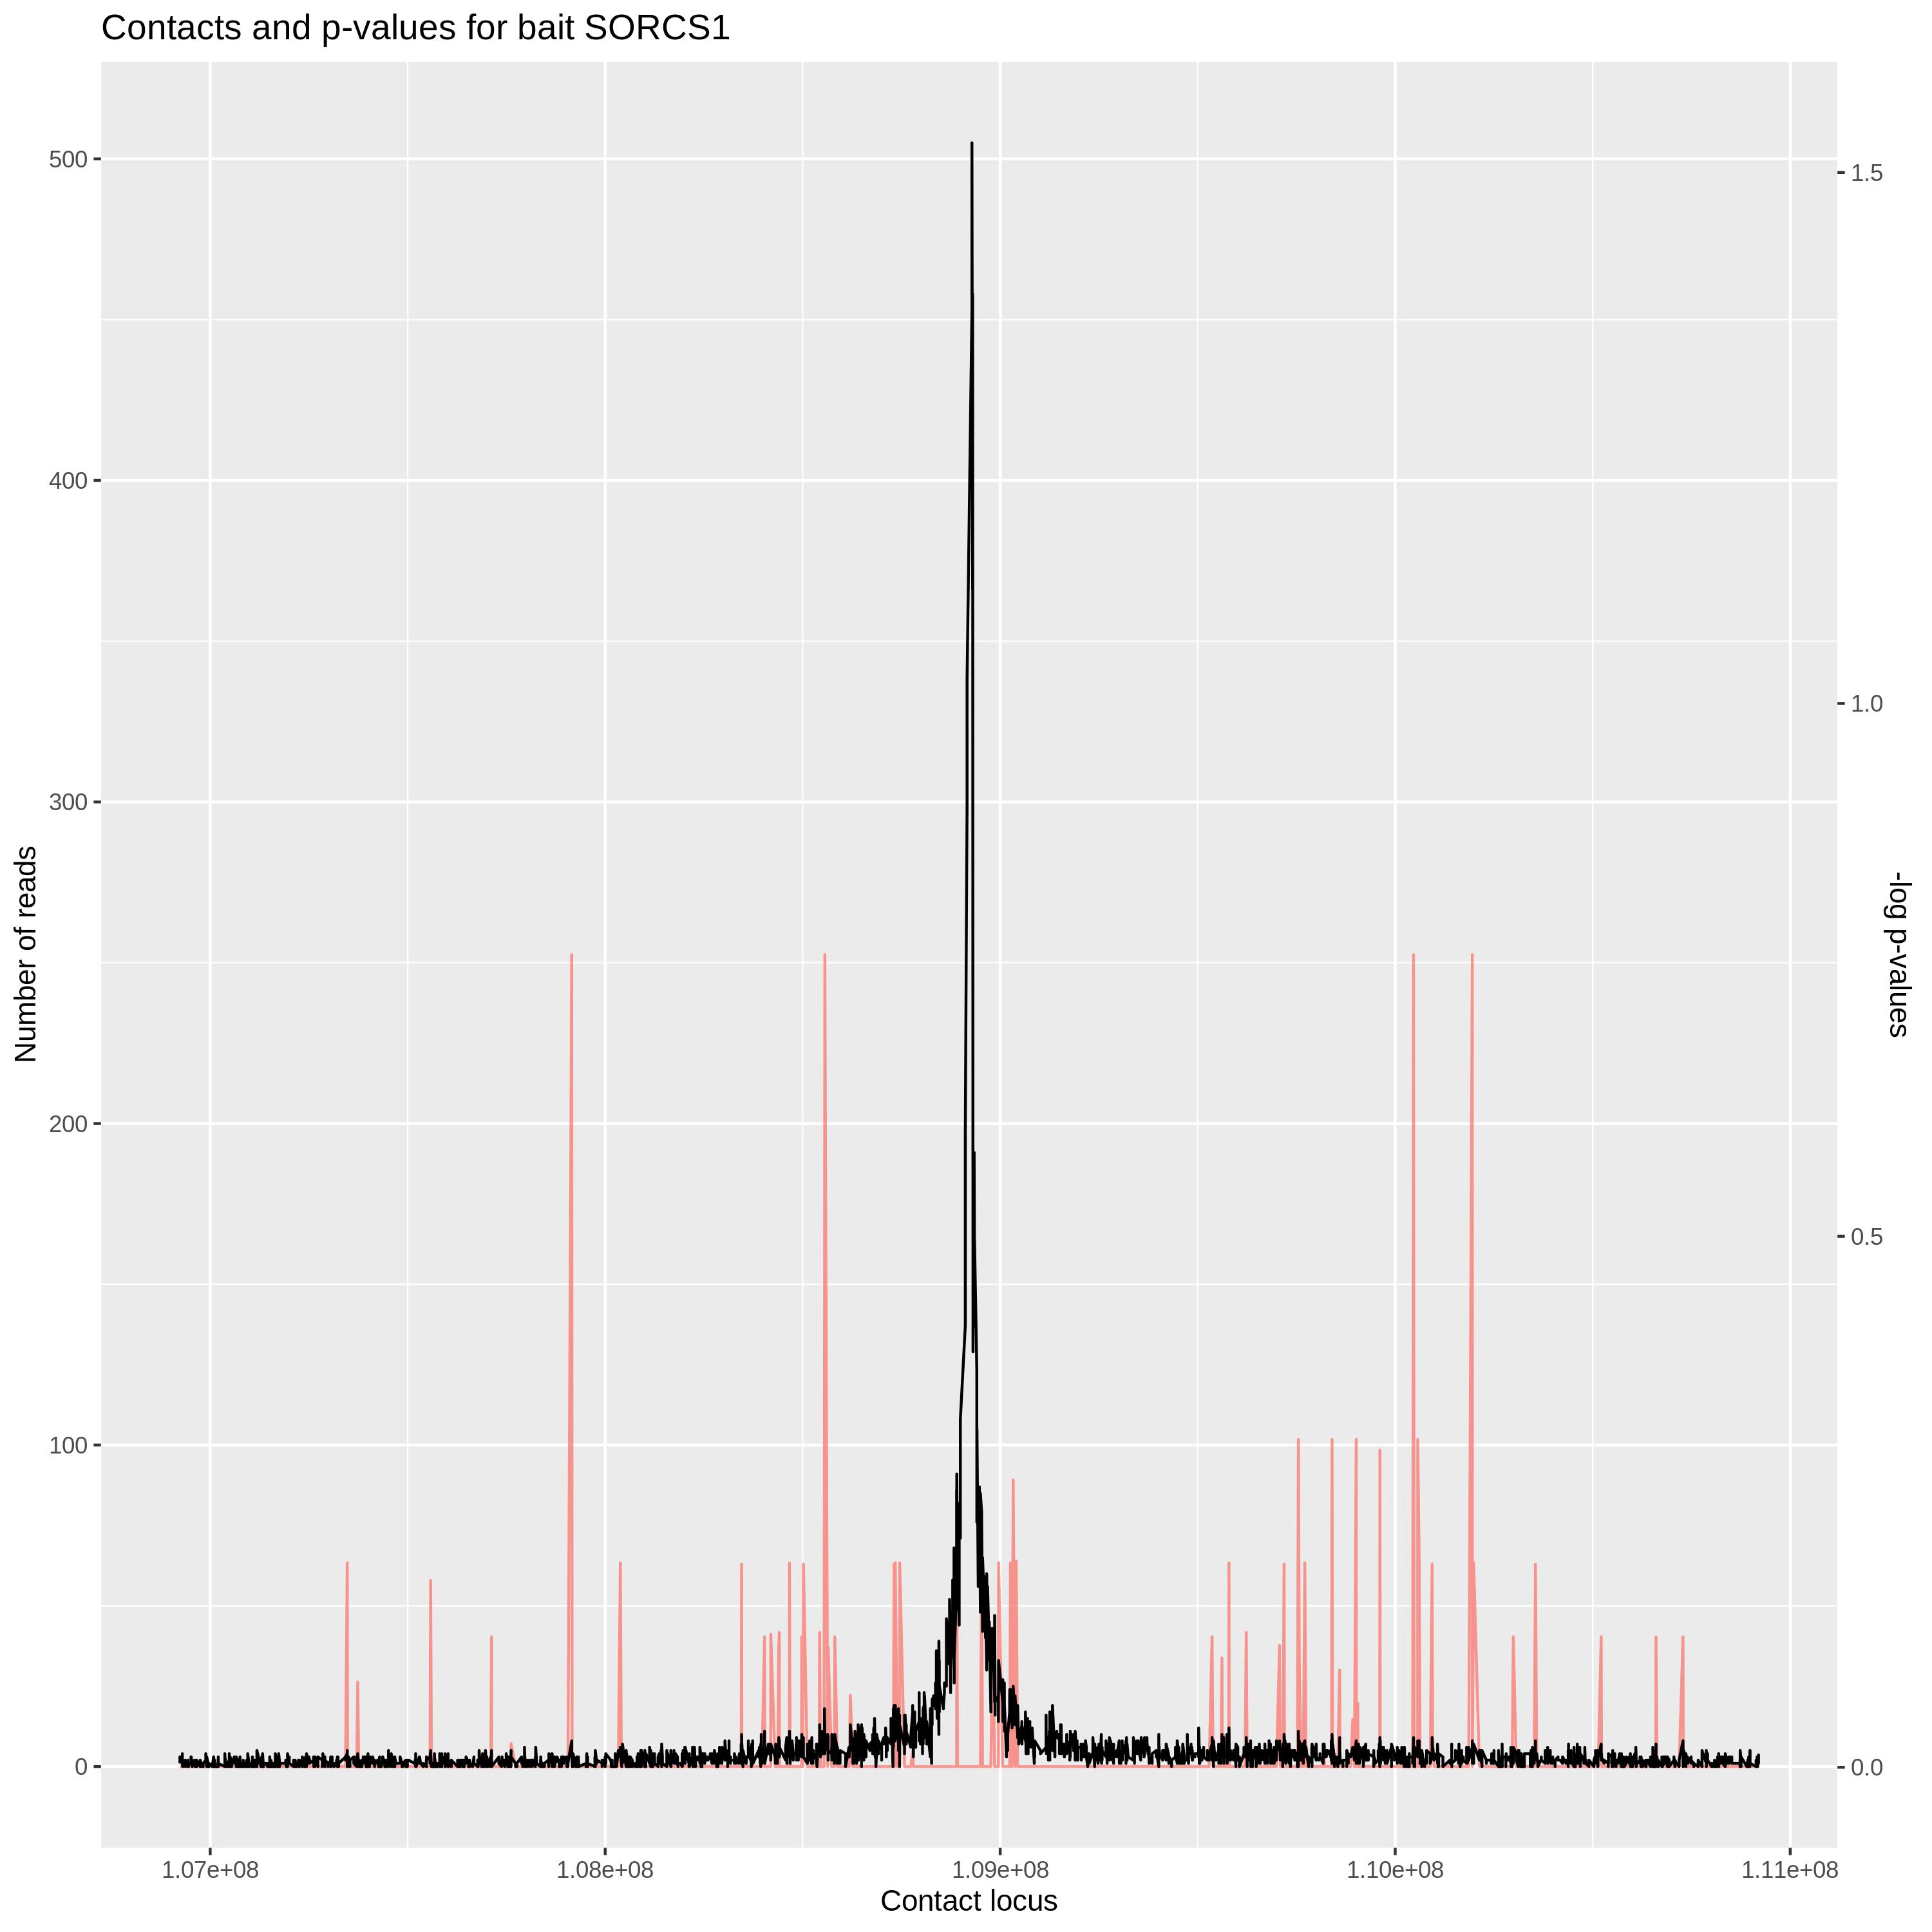 Contacts and p-values for bait SORCS1
500
400
300
200
100
0
Number of reads
1.5
1.0
0.5
0.0
-log p-values
1.07e+08 1.08e+08 1.09e+08 1.10e+08 1.11e+08
Contact locus